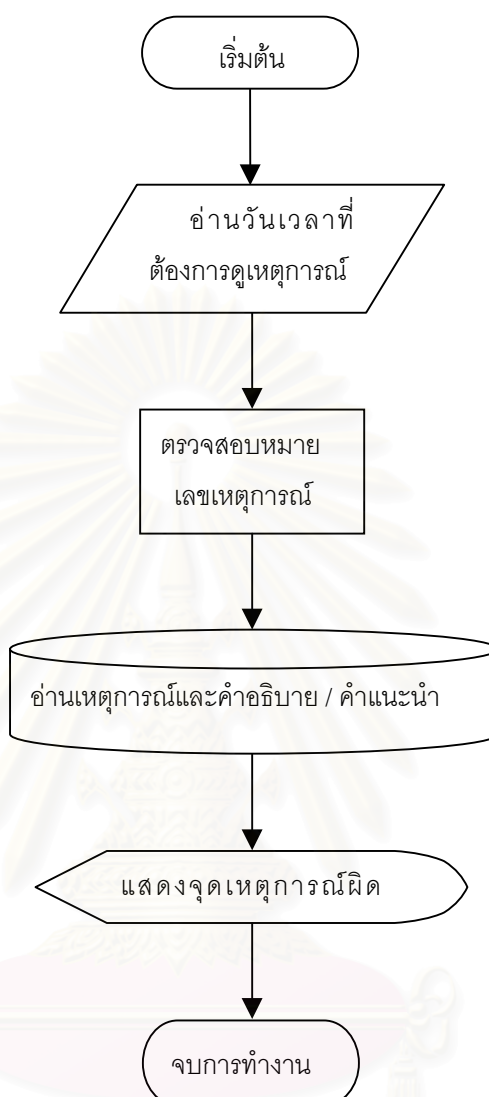 เริ่มต้น
อ่านวันเวลาที่
ต้องการดูเหตุการณ์
ตรวจสอบหมาย
เลขเหตุการณ์
อ่านเหตุการณ์และคำอธิบาย / คำแนะนำ
แสดงจุดเหตุการณ์ผิด
จบการทำงาน